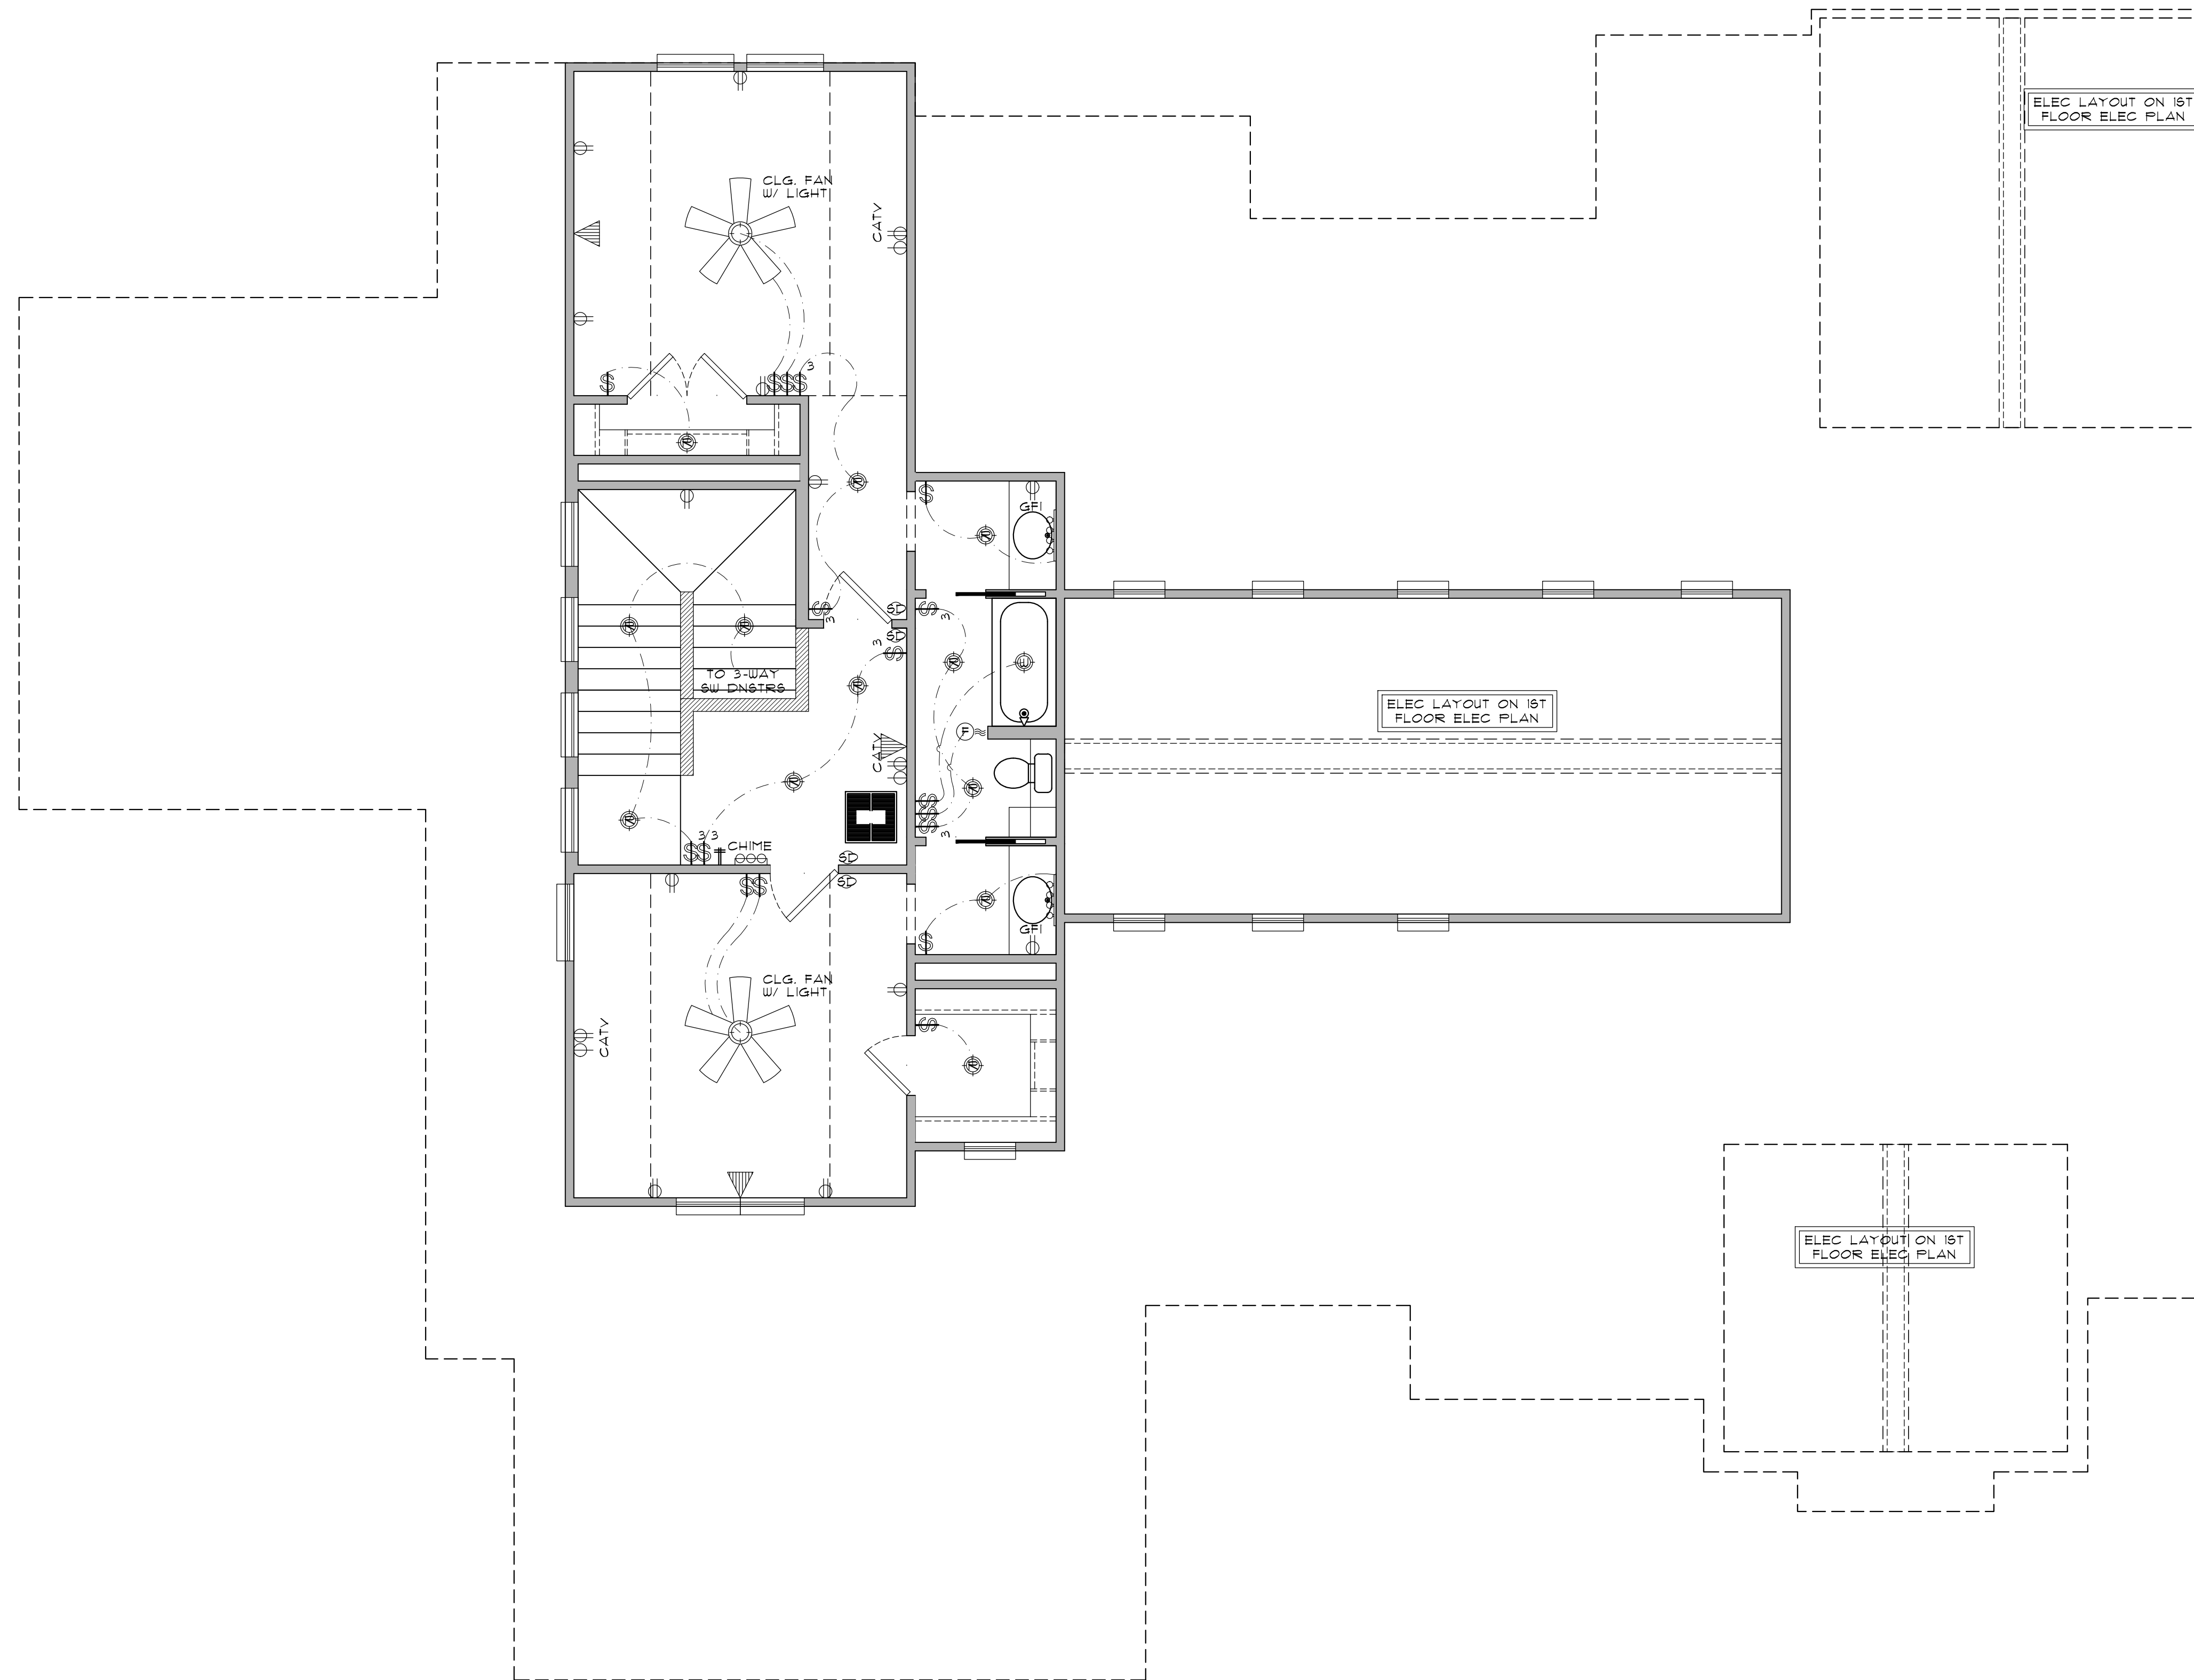 ELEC LAYOUT ON 1ST
FLOOR ELEC PLAN
CLG. FAN
W/ LIGHT
CATV
$
$$$
3
R
R
$
GFI
R
$
3
SD
$
3
SD
3
$
R
R
R
R
R
TO 3-WAY
SW DNSTRS
ELEC LAYOUT ON 1ST
FLOOR ELEC PLAN
F
CATV
R
R
R
$
$
$
3
3/3
$$
CHIME
SD
SD
$$
R
$
GFI
CLG. FAN
W/ LIGHT
CATV
$
R
ELEC LAYOUT ON 1ST
FLOOR ELEC PLAN